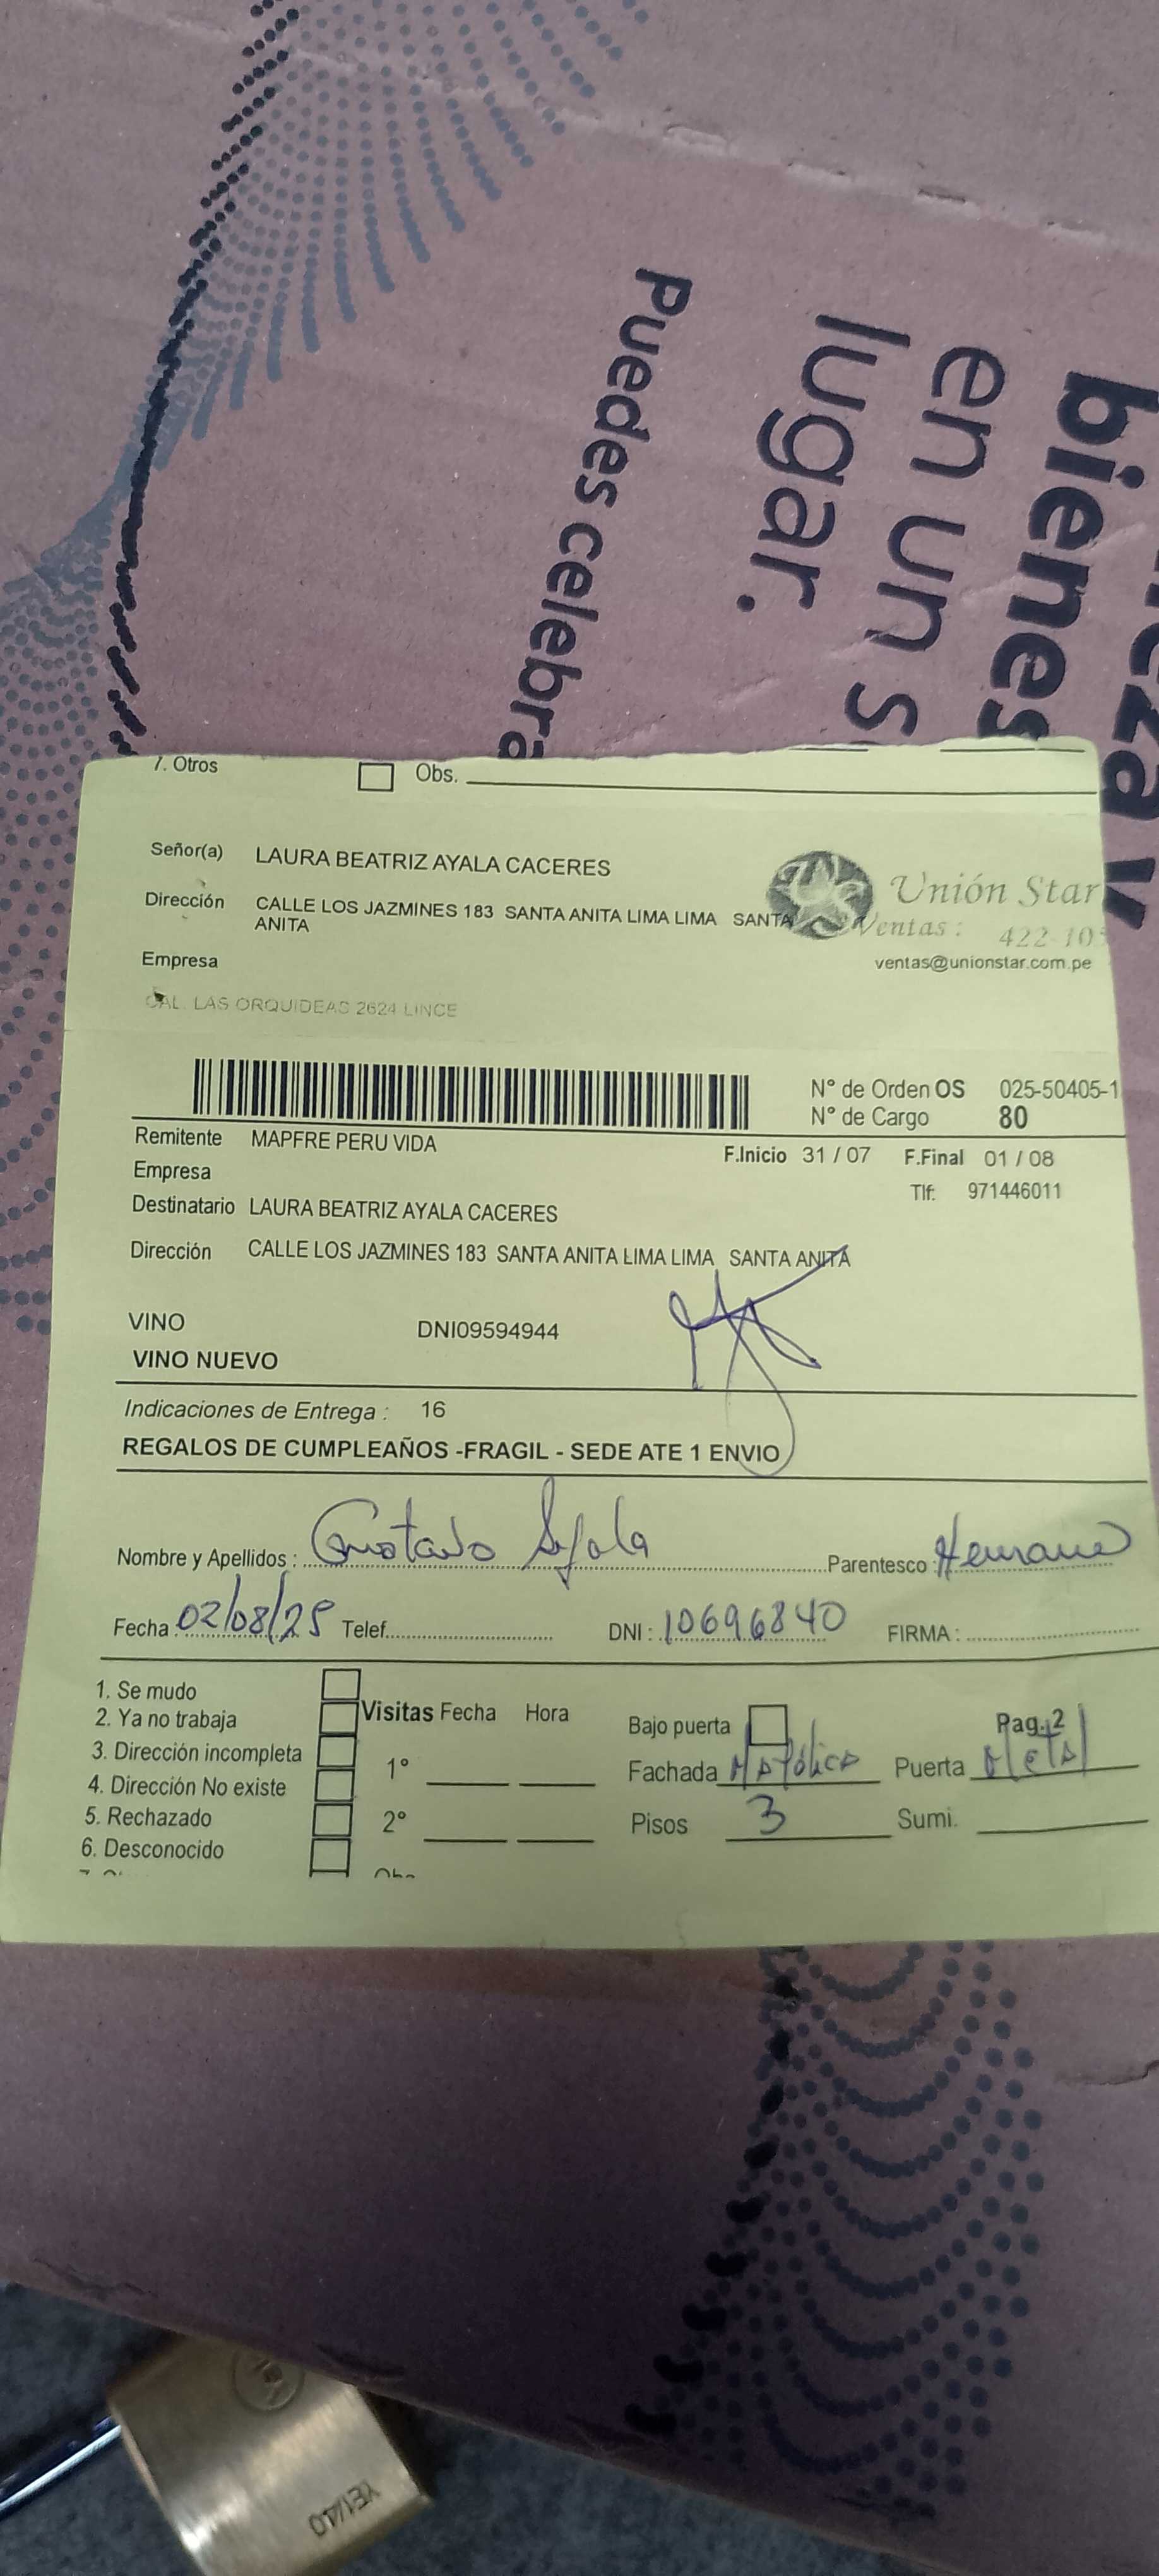 Puedes celebra
lugar.
en un s
bienes
7. Otros Obs.
Señor(a) LAURA BEATRIZ AYALA CACERES
Unión Star
Dirección CALLE LOS JAZMINES 183 SANTA ANITA LIMA LIMA SANTA
ANITA
Ventas : 422-10
Empresa
ventas@unionstar.com.pe
CAL. LAS ORQUIDEAS 2624 LINCE
N° de Orden OS 025-50405-1
N° de Cargo 80
Remitente MAPFRE PERU VIDA
F.Inicio 31 / 07 F.Final 01 / 08
Empresa
Tlf: 971446011
Destinatario LAURA BEATRIZ AYALA CACERES
Dirección CALLE LOS JAZMINES 183 SANTA ANITA LIMA LIMA SANTA ANITA
VINO DNI09594944
VINO NUEVO
Indicaciones de Entrega : 16
REGALOS DE CUMPLEAÑOS -FRAGIL - SEDE ATE 1 ENVIO
Nombre y Apellidos : Gustavo Ayala Parentesco : Hermano
Fecha : 02/08/25 Telef. DNI : 10696840 FIRMA :
1. Se mudo
2. Ya no trabaja
3. Dirección incompleta
4. Dirección No existe
5. Rechazado
6. Desconocido
Visitas Fecha Hora
1°
2°
Bajo puerta Pag. 2
Fachada Puerta Metal
Pisos 3 Sumi.
YE1/40